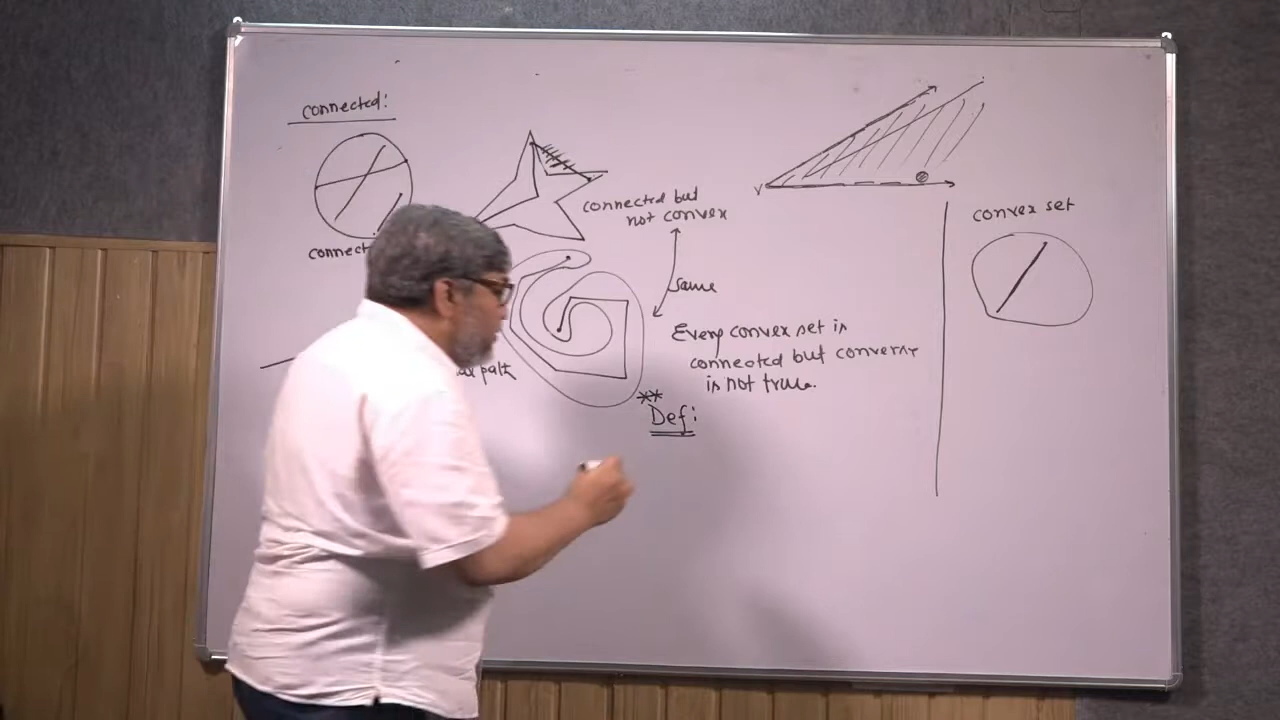 connected:
connected but
not convex
convex set
same
Every convex set is
connected but converse
is not true.
path
**
Def:
V